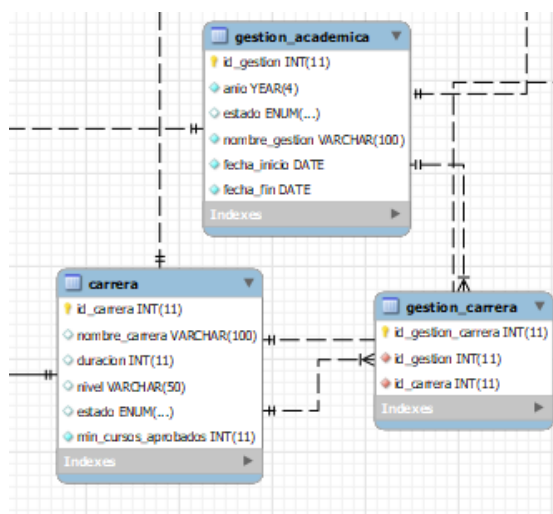 gestion_academica
id_gestion INT(11)
anio YEAR(4)
estado ENUM(...)
nombre_gestion VARCHAR(100)
fecha_inicio DATE
fecha_fin DATE
Indexes
carrera
id_carrera INT(11)
nombre_carrera VARCHAR(100)
duracion INT(11)
nivel VARCHAR(50)
estado ENUM(...)
min_cursos_aprobados INT(11)
Indexes
gestion_carrera
id_gestion_carrera INT(11)
id_gestion INT(11)
id_carrera INT(11)
Indexes